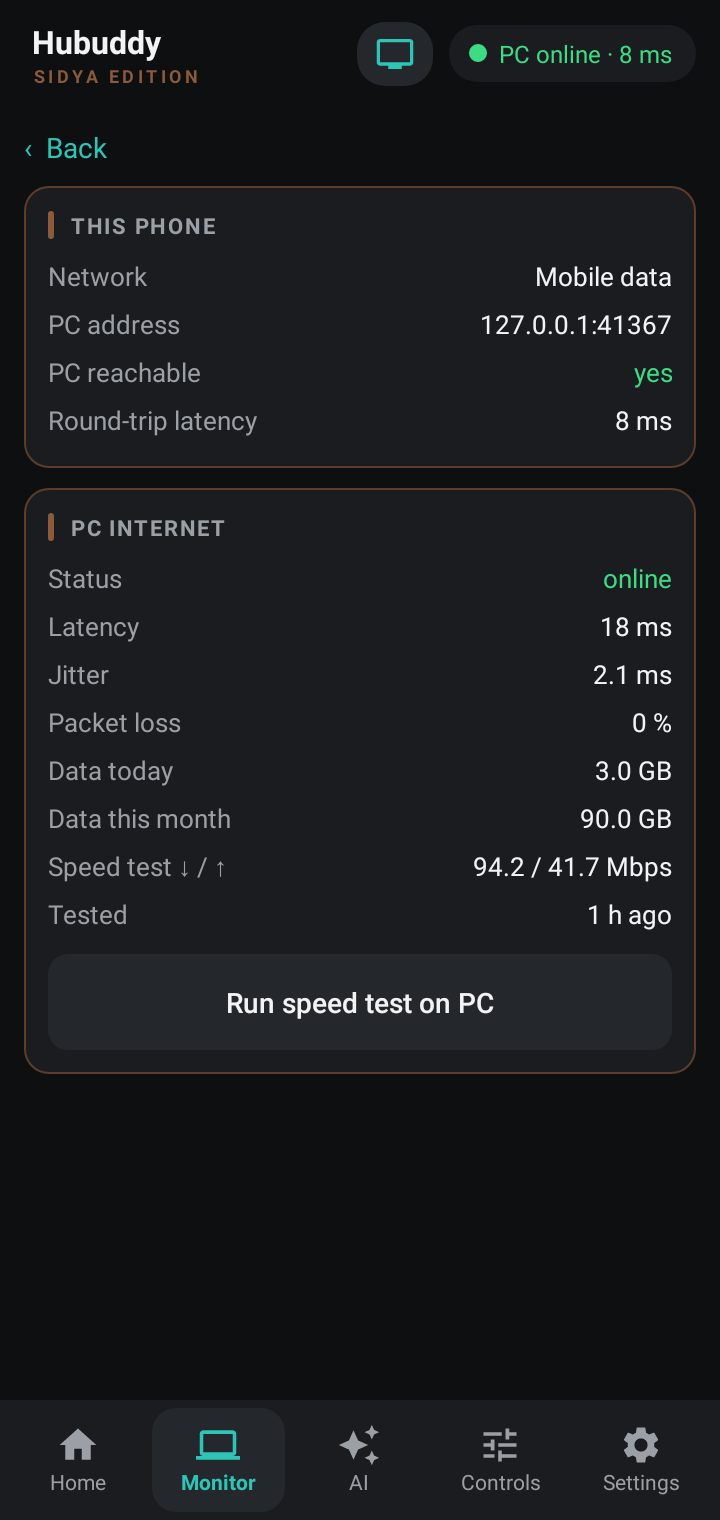 Hubuddy
SIDYA EDITION
PC online · 8 ms
‹ Back
THIS PHONE
Network Mobile data
PC address 127.0.0.1:41367
PC reachable yes
Round-trip latency 8 ms
PC INTERNET
Status online
Latency 18 ms
Jitter 2.1 ms
Packet loss 0 %
Data today 3.0 GB
Data this month 90.0 GB
Speed test ↓ / ↑ 94.2 / 41.7 Mbps
Tested 1 h ago
Run speed test on PC
Home Monitor AI Controls Settings